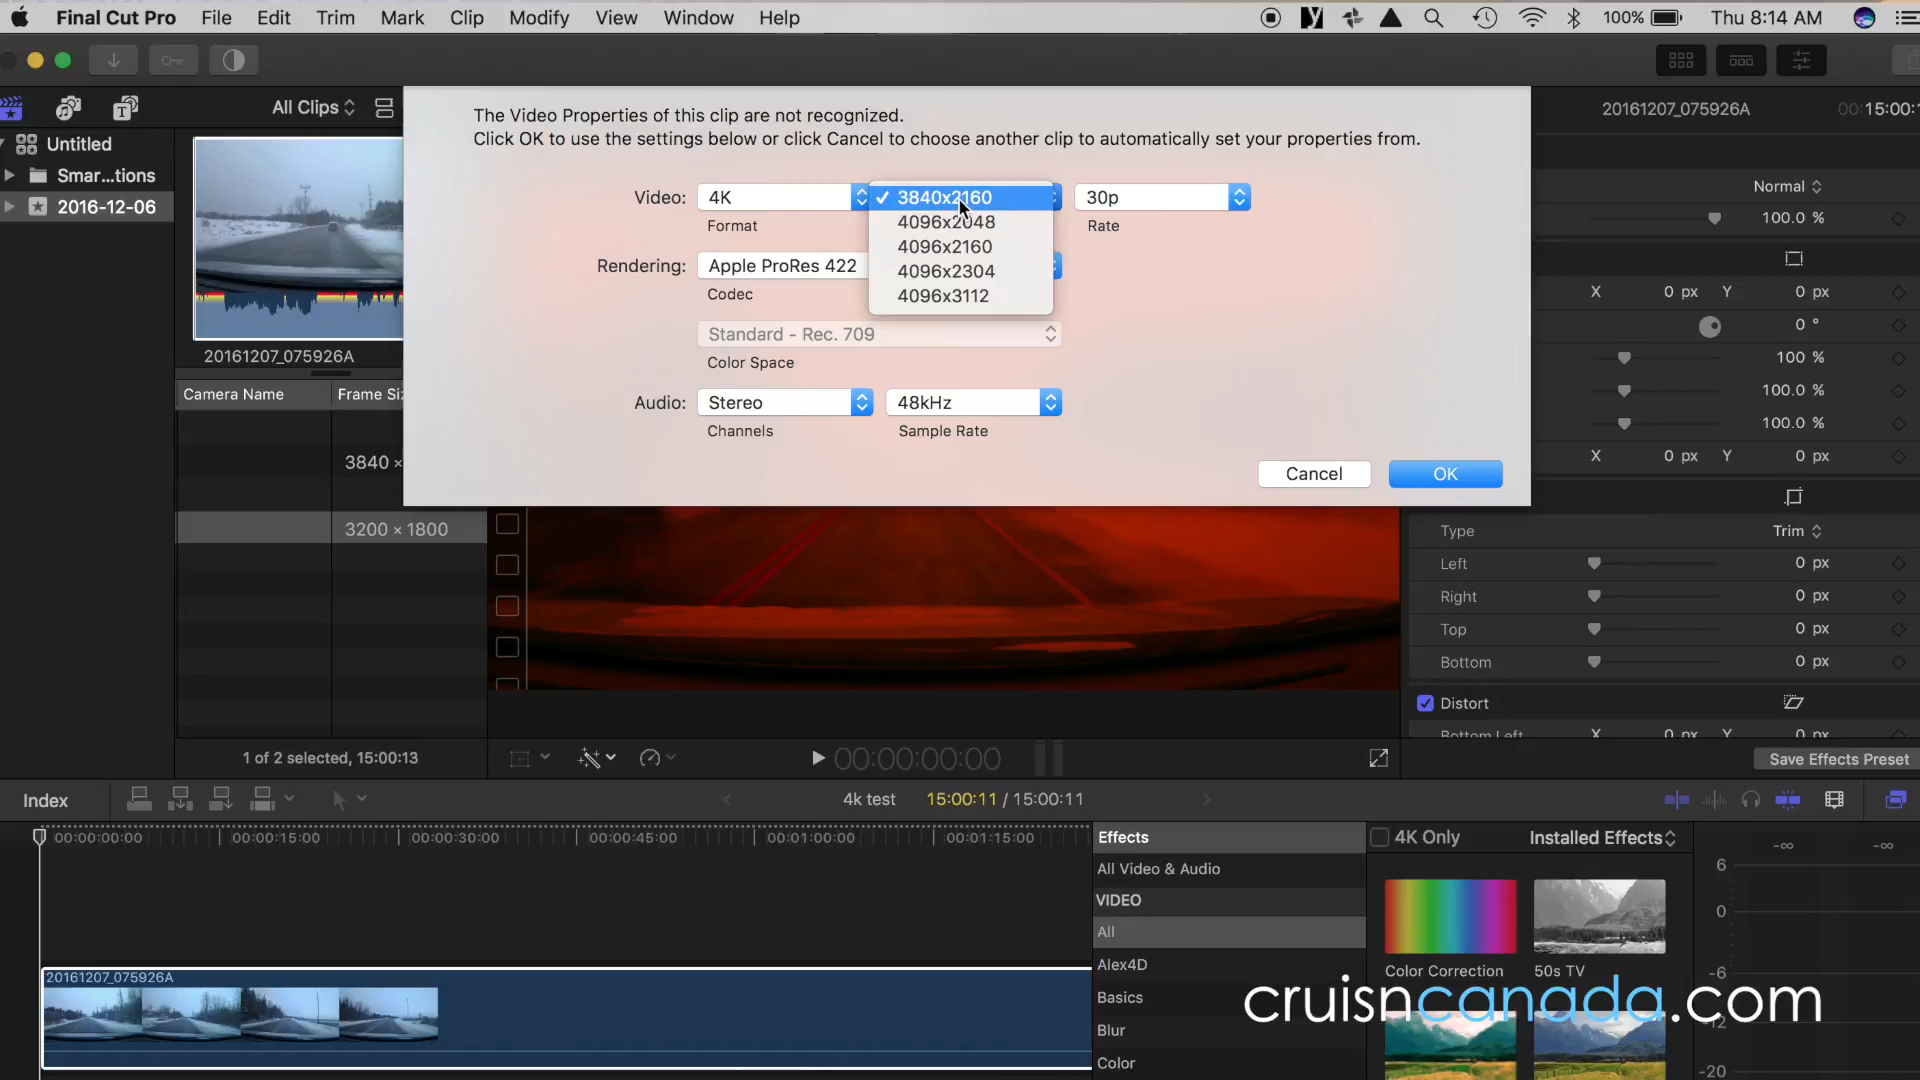 Final Cut Pro File Edit Trim Mark Clip Modify View Window Help 100% Thu 8:14 AM
All Clips
20161207_075926A 00:15:00:1
The Video Properties of this clip are not recognized.
Click OK to use the settings below or click Cancel to choose another clip to automatically set your properties from.
Untitled
Smar...tions
2016-12-06
Video: 4K 3840x2160 30p
Format Rate
4096x2048
4096x2160
4096x2304
4096x3112
Rendering: Apple ProRes 422
Codec
Standard - Rec. 709
Color Space
Audio: Stereo 48kHz
Channels Sample Rate
Cancel OK
20161207_075926A
Camera Name Frame Siz
3840 ×
3200 × 1800
Normal
100.0 %
X 0 px Y 0 px
0 °
100 %
100.0 %
100.0 %
X 0 px Y 0 px
Type Trim
Left 0 px
Right 0 px
Top 0 px
Bottom 0 px
Distort
Bottom Left X 0 px Y 0 px
Save Effects Preset
1 of 2 selected, 15:00:13
00:00:00:00
Index
4k test 15:00:11 / 15:00:11
00:00:00:00 00:00:15:00 00:00:30:00 00:00:45:00 00:01:00:00 00:01:15:00
Effects
4K Only Installed Effects
All Video & Audio
VIDEO
All
Alex4D
Basics
Blur
Color
Color Correction 50s TV
20161207_075926A
cruisncanada.com
-∞ -∞
6
0
-6
-12
-20